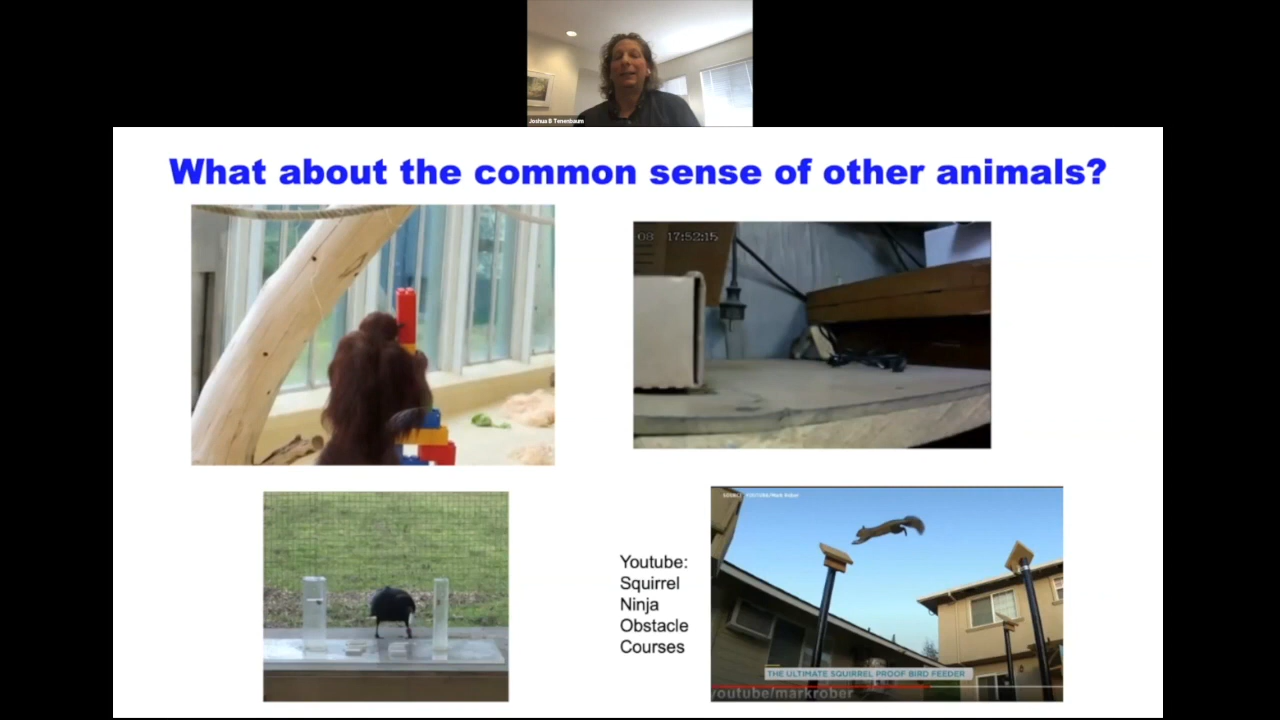 Joshua B Tenenbaum
What about the common sense of other animals?
08 17:52:15
Youtube:
Squirrel
Ninja
Obstacle
Courses
THE ULTIMATE SQUIRREL PROOF BIRD FEEDER
youtube/markrober